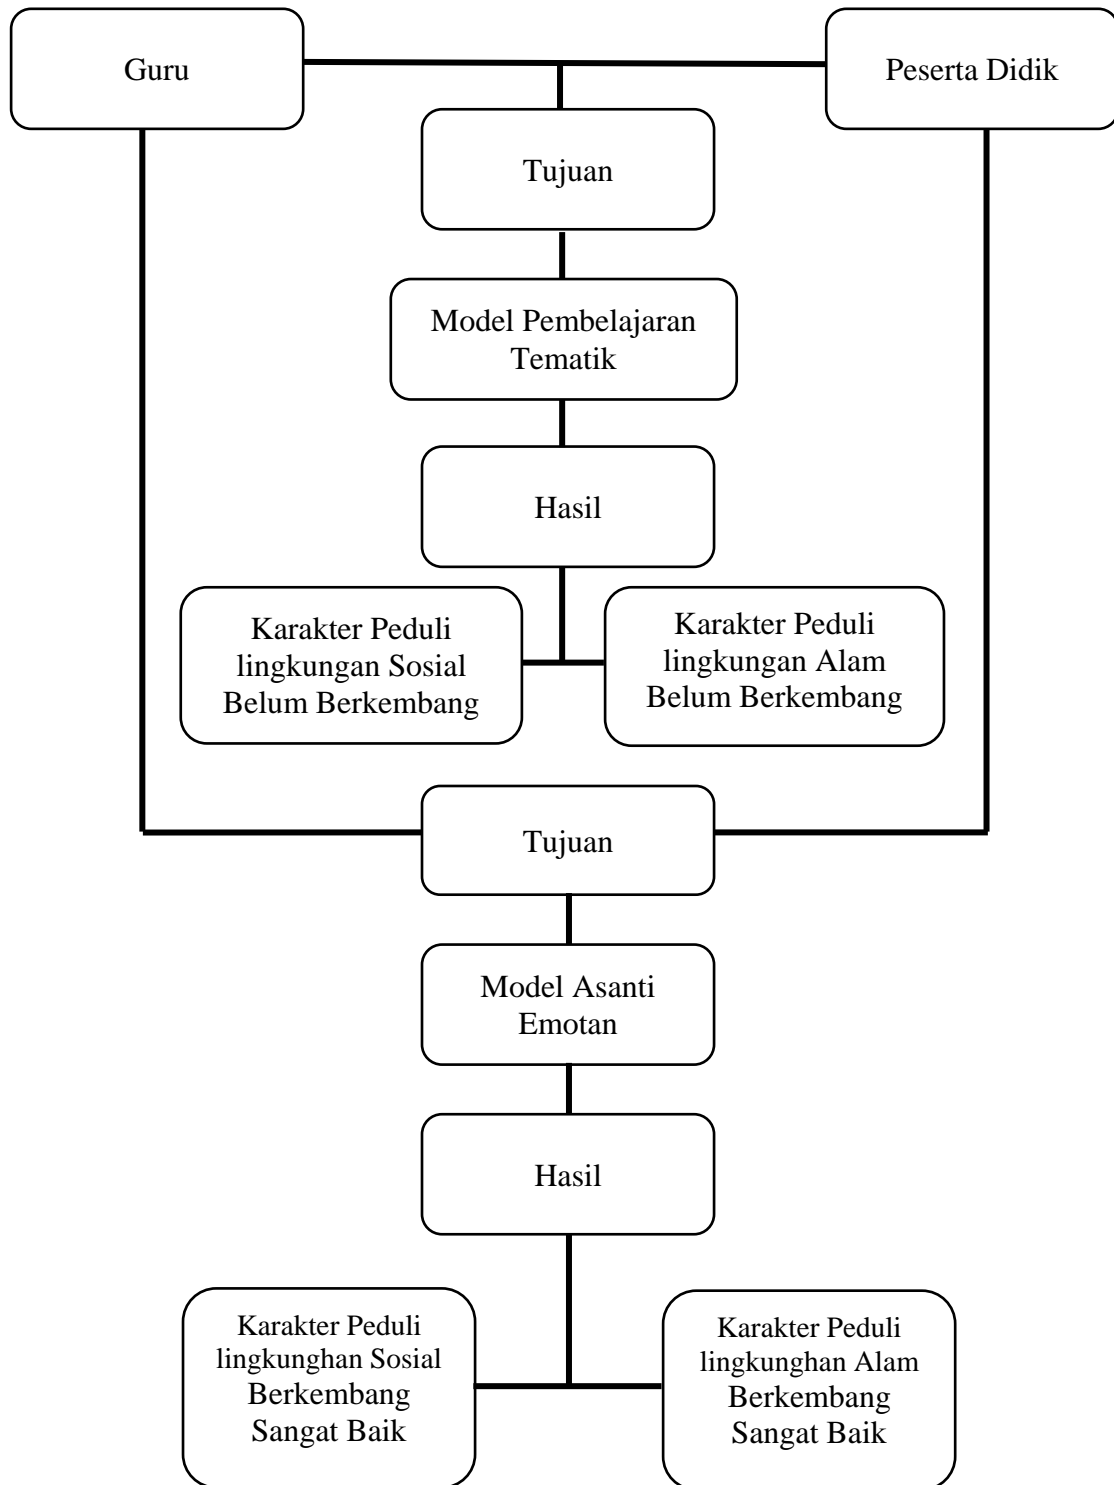 Guru
Peserta Didik
Tujuan
Model Pembelajaran
Tematik
Hasil
Karakter Peduli
lingkungan Sosial
Belum Berkembang
Karakter Peduli
lingkungan Alam
Belum Berkembang
Tujuan
Model Asanti
Emotan
Hasil
Karakter Peduli
lingkunghan Sosial
Berkembang
Sangat Baik
Karakter Peduli
lingkunghan Alam
Berkembang
Sangat Baik